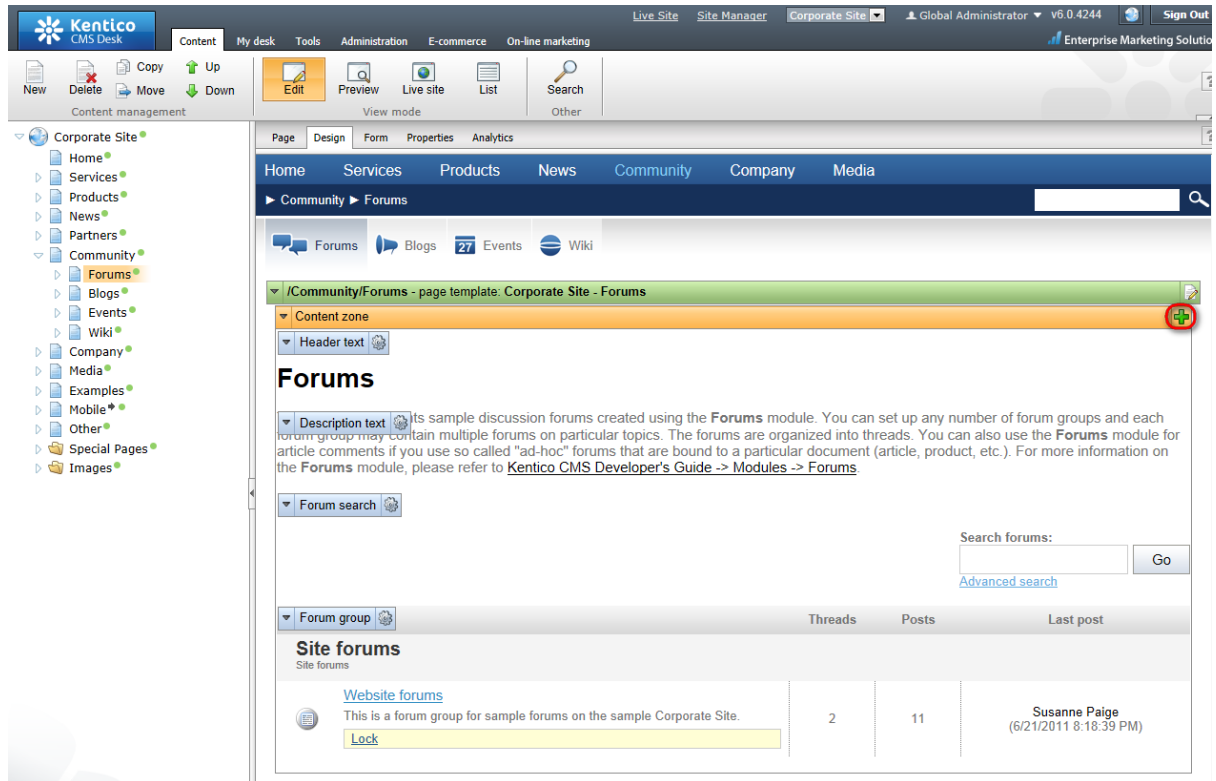 Kentico
CMS Desk
Live Site Site Manager Corporate Site Global Administrator v6.0.4244 Sign Out
Content My desk Tools Administration E-commerce On-line marketing
Enterprise Marketing Solutio
New Delete Copy Move Up Down
Content management
Edit Preview Live site List
View mode
Search
Other
Corporate Site
Home
Services
Products
News
Partners
Community
Forums
Blogs
Events
Wiki
Company
Media
Examples
Mobile
Other
Special Pages
Images
Page Design Form Properties Analytics
Home Services Products News Community Company Media
Community Forums
Forums Blogs 27 Events Wiki
/Community/Forums - page template: Corporate Site - Forums
Content zone
Header text
Forums
Description text ts sample discussion forums created using the Forums module. You can set up any number of forum groups and each
forum group may contain multiple forums on particular topics. The forums are organized into threads. You can also use the Forums module for
article comments if you use so called "ad-hoc" forums that are bound to a particular document (article, product, etc.). For more information on
the Forums module, please refer to Kentico CMS Developer's Guide -> Modules -> Forums.
Forum search
Search forums:
Go
Advanced search
Forum group Threads Posts Last post
Site forums
Site forums
Website forums
This is a forum group for sample forums on the sample Corporate Site.
Lock
2 11
Susanne Paige
(6/21/2011 8:18:39 PM)